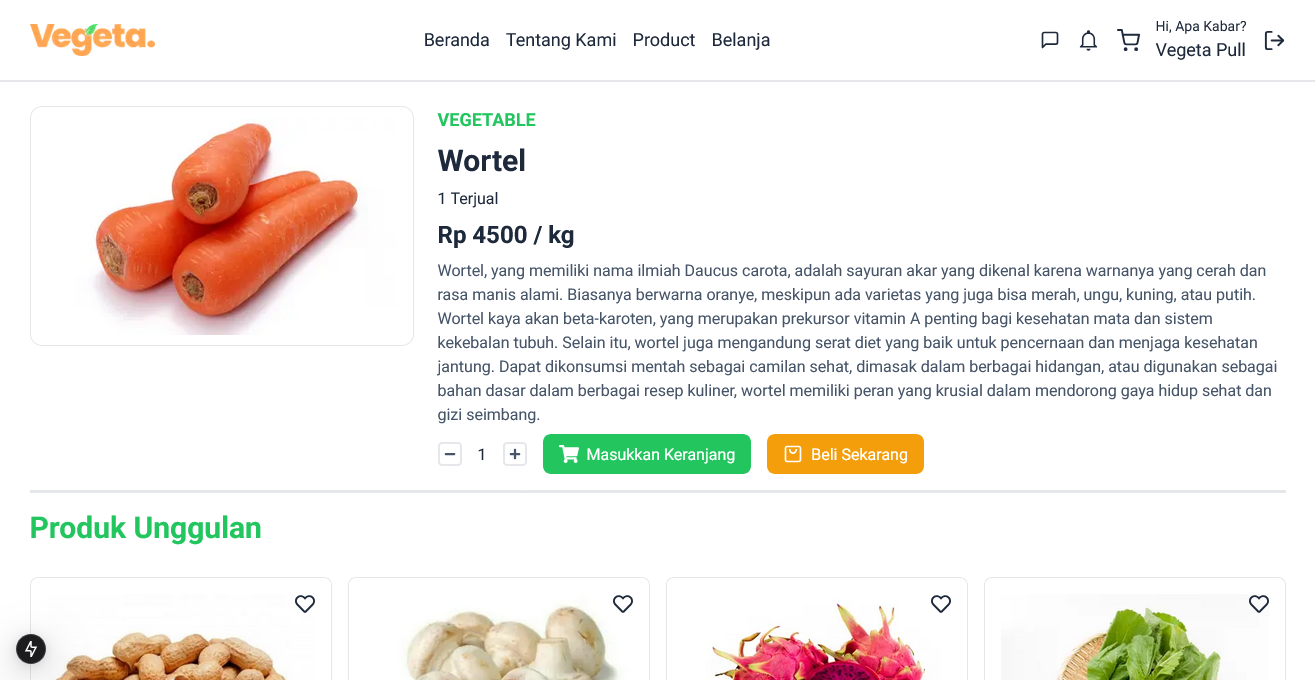 Vegeta.
Beranda Tentang Kami Product Belanja
Hi, Apa Kabar?
Vegeta Pull
VEGETABLE
Wortel
1 Terjual
Rp 4500 / kg
Wortel, yang memiliki nama ilmiah Daucus carota, adalah sayuran akar yang dikenal karena warnanya yang cerah dan
rasa manis alami. Biasanya berwarna oranye, meskipun ada varietas yang juga bisa merah, ungu, kuning, atau putih.
Wortel kaya akan beta-karoten, yang merupakan prekursor vitamin A penting bagi kesehatan mata dan sistem
kekebalan tubuh. Selain itu, wortel juga mengandung serat diet yang baik untuk pencernaan dan menjaga kesehatan
jantung. Dapat dikonsumsi mentah sebagai camilan sehat, dimasak dalam berbagai hidangan, atau digunakan sebagai
bahan dasar dalam berbagai resep kuliner, wortel memiliki peran yang krusial dalam mendorong gaya hidup sehat dan
gizi seimbang.
1 Masukkan Keranjang Beli Sekarang
Produk Unggulan